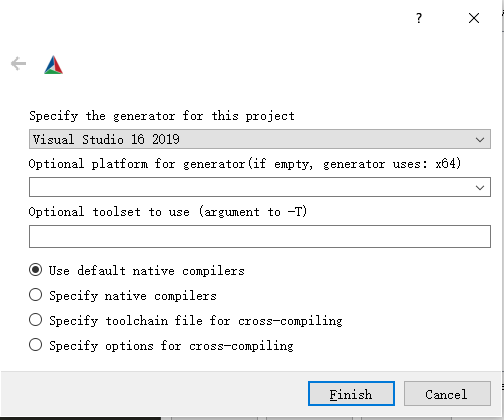 ?
Specify the generator for this project
Visual Studio 16 2019
Optional platform for generator(if empty, generator uses: x64)
Optional toolset to use (argument to -T)
Use default native compilers
Specify native compilers
Specify toolchain file for cross-compiling
Specify options for cross-compiling
Finish
Cancel